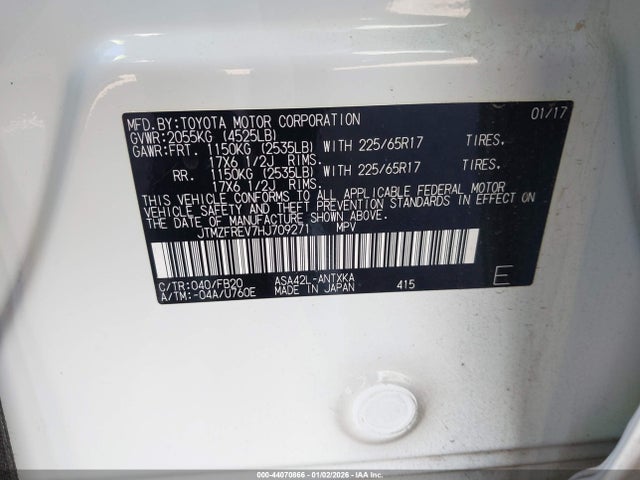 MFD.BY:TOYOTA MOTOR CORPORATION 01/17
GVWR:2055KG (4525LB)
GAWR:FRT. 1150KG (2535LB) WITH 225/65R17 TIRES.
17X6 1/2J RIMS.
RR. 1150KG (2535LB) WITH 225/65R17 TIRES.
17X6 1/2J RIMS.
THIS VEHICLE CONFORMS TO ALL APPLICABLE FEDERAL MOTOR
VEHICLE SAFETY AND THEFT PREVENTION STANDARDS IN EFFECT ON
THE DATE OF MANUFACTURE SHOWN ABOVE.
JTMZFREV7HJ709271 MPV
C/TR:040/FB20 ASA42L-ANTXKA 415 E
A/TM:-04A/U760E MADE IN JAPAN
000-44070866 - 01/02/2026 - IAA Inc.